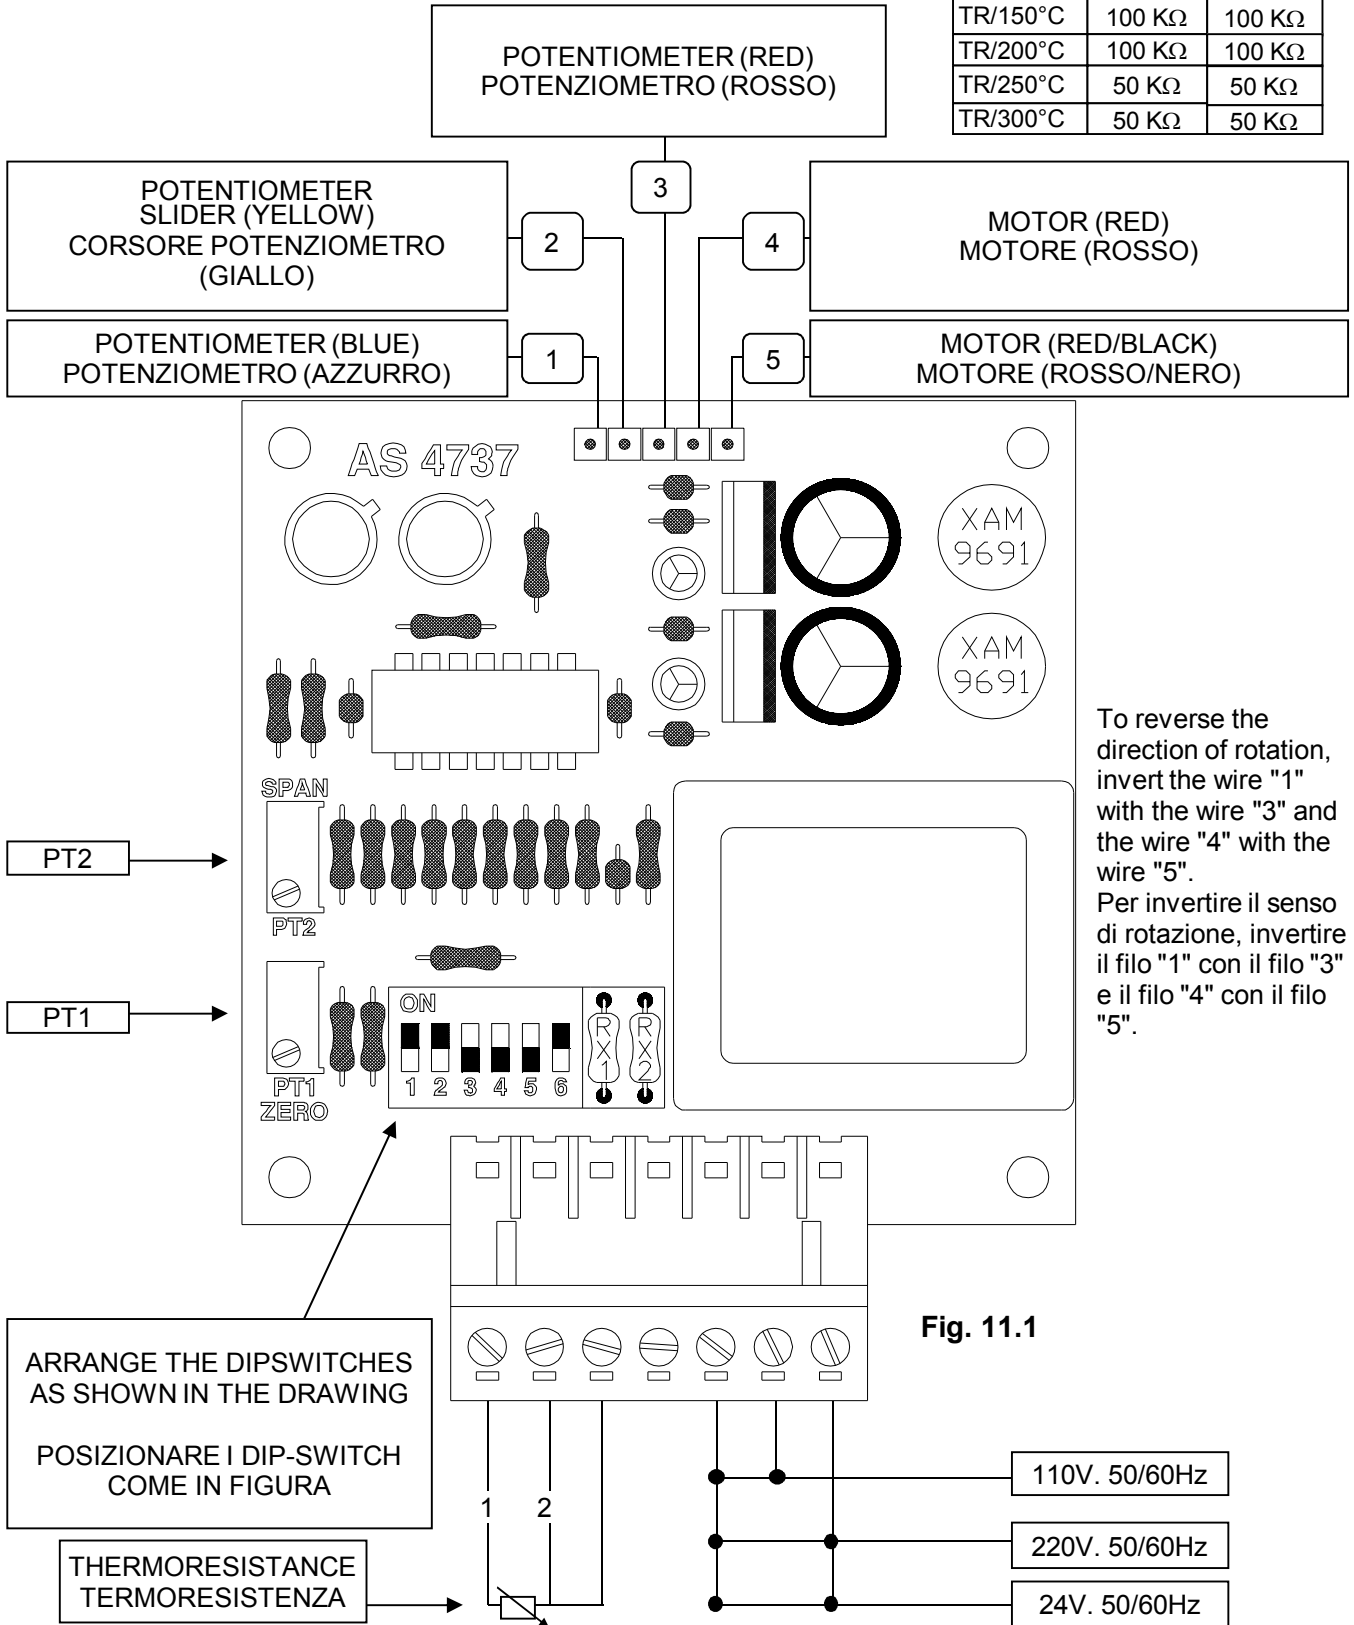 TR/150°C 100 KΩ 100 KΩ
TR/200°C 100 KΩ 100 KΩ
TR/250°C 50 KΩ 50 KΩ
TR/300°C 50 KΩ 50 KΩ
POTENTIOMETER (RED)
POTENZIOMETRO (ROSSO)
3
POTENTIOMETER
SLIDER (YELLOW)
CORSORE POTENZIOMETRO
(GIALLO)
2
4
MOTOR (RED)
MOTORE (ROSSO)
POTENTIOMETER (BLUE)
POTENZIOMETRO (AZZURRO)
1
5
MOTOR (RED/BLACK)
MOTORE (ROSSO/NERO)
AS 4737
XAM
9691
XAM
9691
To reverse the
direction of rotation,
invert the wire "1"
with the wire "3" and
the wire "4" with the
wire "5".
Per invertire il senso
di rotazione, invertire
il filo "1" con il filo "3"
e il filo "4" con il filo
"5".
SPAN
PT2
PT2
PT1
PT1
ZERO
ON
1 2 3 4 5 6
RX1
RX2
Fig. 11.1
ARRANGE THE DIPSWITCHES
AS SHOWN IN THE DRAWING
POSIZIONARE I DIP-SWITCH
COME IN FIGURA
1 2
THERMORESISTANCE
TERMORESISTENZA
110V. 50/60Hz
220V. 50/60Hz
24V. 50/60Hz